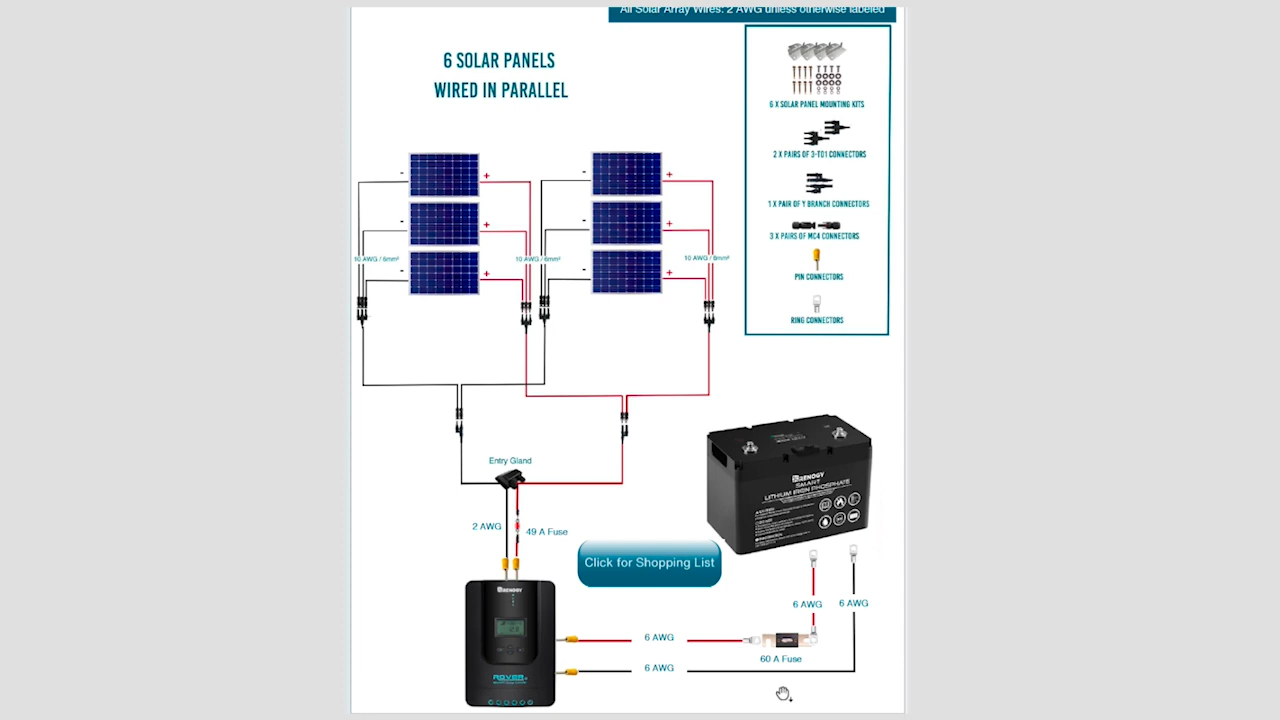 All Solar Array Wires: 2 AWG unless otherwise labeled
6 SOLAR PANELS
WIRED IN PARALLEL
6 X SOLAR PANEL MOUNTING KITS
2 X PAIRS OF 3-TO1 CONNECTORS
1 X PAIR OF Y BRANCH CONNECTORS
3 X PAIRS OF MC4 CONNECTORS
PIN CONNECTORS
RING CONNECTORS
- + - +
- + - +
10 AWG / 6mm² 10 AWG / 6mm² 10 AWG / 6mm²
- + - +
Entry Gland
2 AWG
49 A Fuse
Click for Shopping List
RENOGY
SMART
LITHIUM IRON PHOSPHATE
RENOGY
ROVER
6 AWG 6 AWG
6 AWG
60 A Fuse
6 AWG